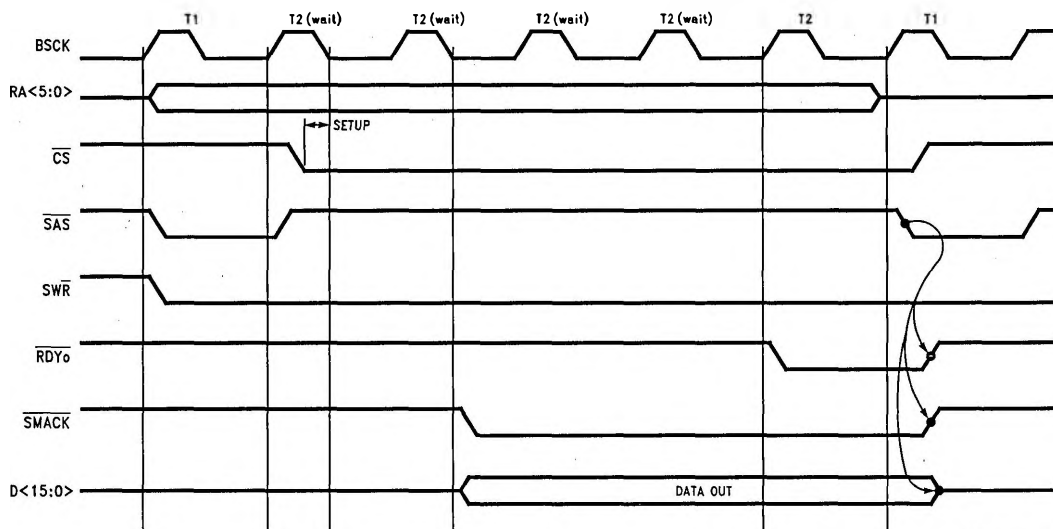 T1 T2 (wait) T2 (wait) T2 (wait) T2 (wait) T2 T1
BSCK
RA<5:0>
SETUP
CS
SAS
SWR
RDYo
SMACK
D<15:0> DATA OUT